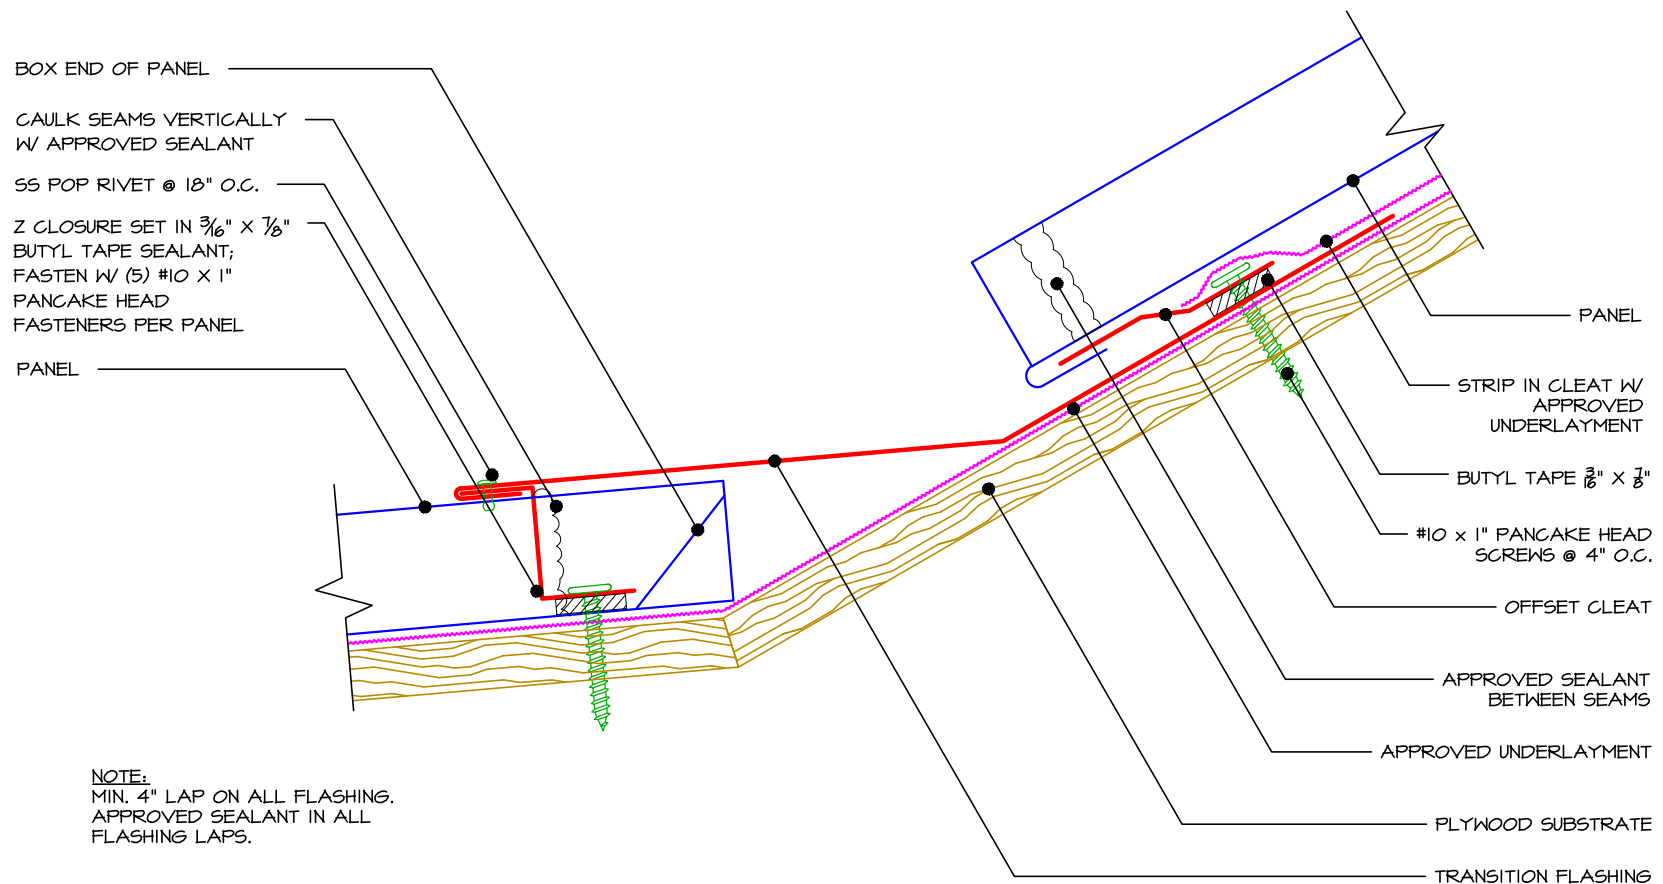 BOX END OF PANEL
CAULK SEAMS VERTICALLY
W/ APPROVED SEALANT
SS POP RIVET @ 18" O.C.
Z CLOSURE SET IN 3/16" X 7/8"
BUTYL TAPE SEALANT;
FASTEN W/ (5) #10 X 1"
PANCAKE HEAD
FASTENERS PER PANEL
PANEL
NOTE:
MIN. 4" LAP ON ALL FLASHING.
APPROVED SEALANT IN ALL
FLASHING LAPS.
PANEL
STRIP IN CLEAT W/
APPROVED
UNDERLAYMENT
BUTYL TAPE 3/16" X 7/8"
#10 x 1" PANCAKE HEAD
SCREWS @ 4" O.C.
OFFSET CLEAT
APPROVED SEALANT
BETWEEN SEAMS
APPROVED UNDERLAYMENT
PLYWOOD SUBSTRATE
TRANSITION FLASHING